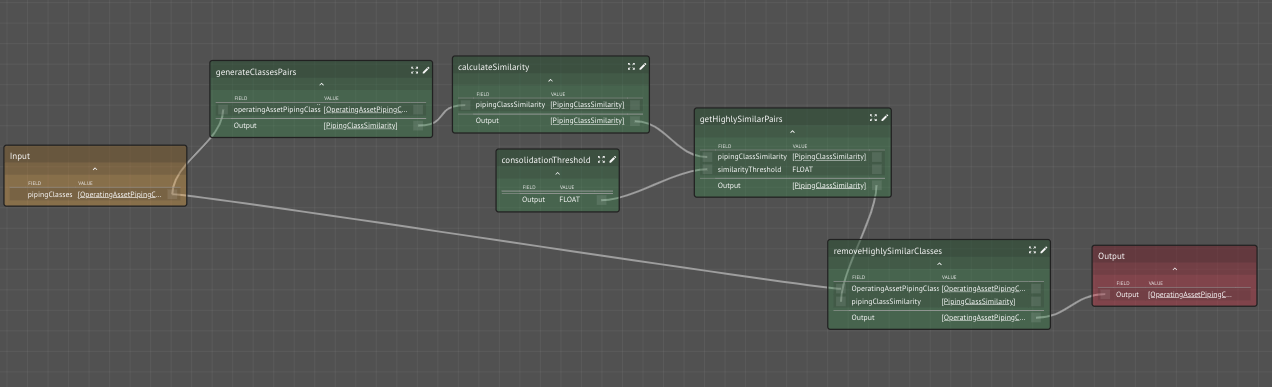 generateClassesPairs
FIELD VALUE
operatingAssetPipingClass [OperatingAssetPipingC...
Output [PipingClassSimilarity]
calculateSimilarity
FIELD VALUE
pipingClassSimilarity [PipingClassSimilarity]
Output [PipingClassSimilarity]
getHighlySimilarPairs
FIELD VALUE
pipingClassSimilarity [PipingClassSimilarity]
similarityThreshold FLOAT
Output [PipingClassSimilarity]
Input
FIELD VALUE
pipingClasses [OperatingAssetPipingC...
consolidationThreshold
FIELD VALUE
Output FLOAT
removeHighlySimilarClasses
FIELD VALUE
OperatingAssetPipingClass [OperatingAssetPipingC...
pipingClassSimilarity [PipingClassSimilarity]
Output [OperatingAssetPipingC...
Output
FIELD VALUE
Output [OperatingAssetPipingC...